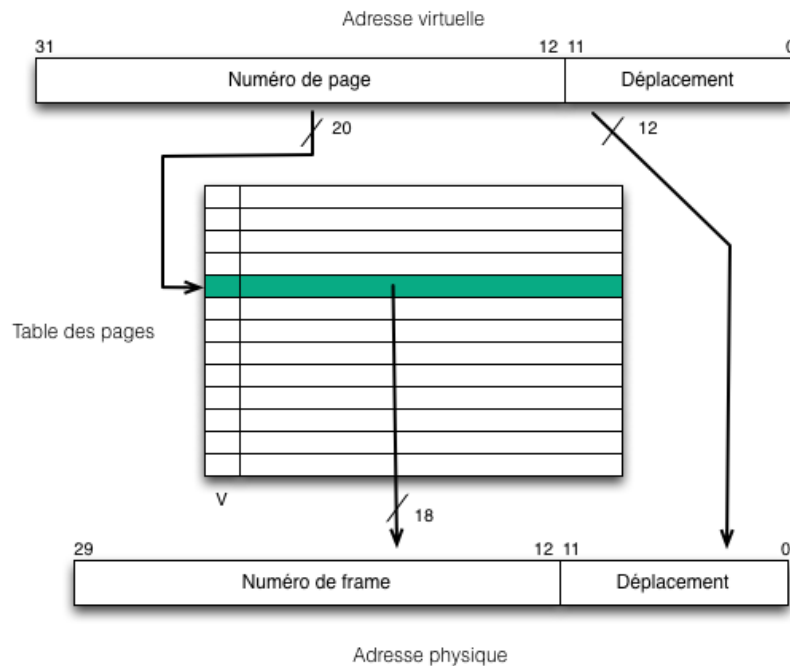 Adresse virtuelle
31 12 11 0
Numéro de page Déplacement
20 12
Table des pages
V
18
29 12 11 0
Numéro de frame Déplacement
Adresse physique